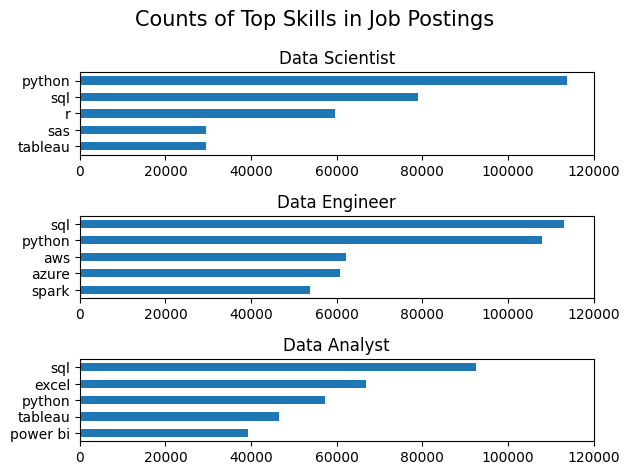 Counts of Top Skills in Job Postings
Data Scientist
python
sql
r
sas
tableau
0 20000 40000 60000 80000 100000 120000
Data Engineer
sql
python
aws
azure
spark
0 20000 40000 60000 80000 100000 120000
Data Analyst
sql
excel
python
tableau
power bi
0 20000 40000 60000 80000 100000 120000